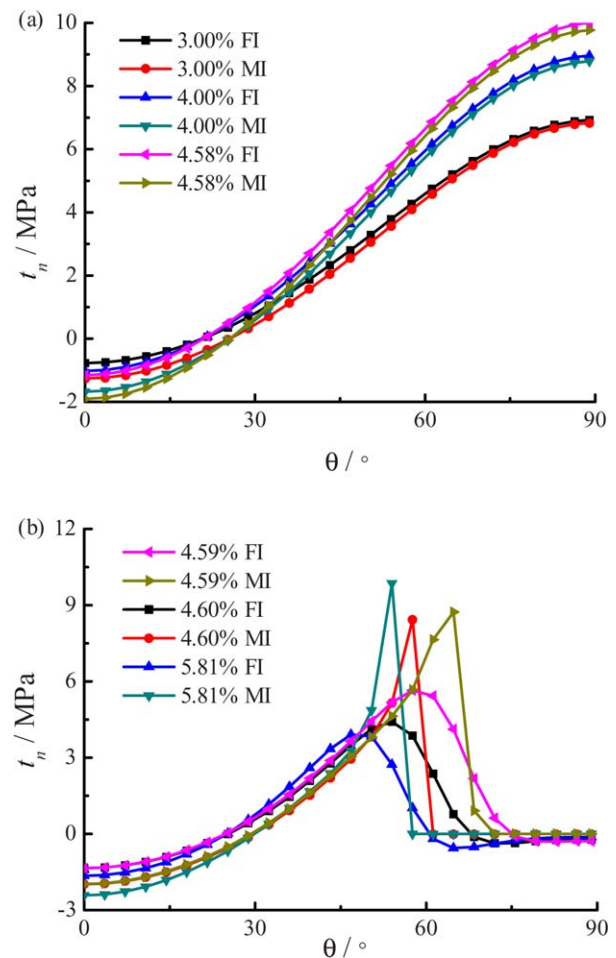 (a)
10
8
6
4
2
0
-2
tn / MPa
3.00% FI
3.00% MI
4.00% FI
4.00% MI
4.58% FI
4.58% MI
0
30
60
90
θ / °
(b)
12
9
6
3
0
-3
tn / MPa
4.59% FI
4.59% MI
4.60% FI
4.60% MI
5.81% FI
5.81% MI
0
30
60
90
θ / °